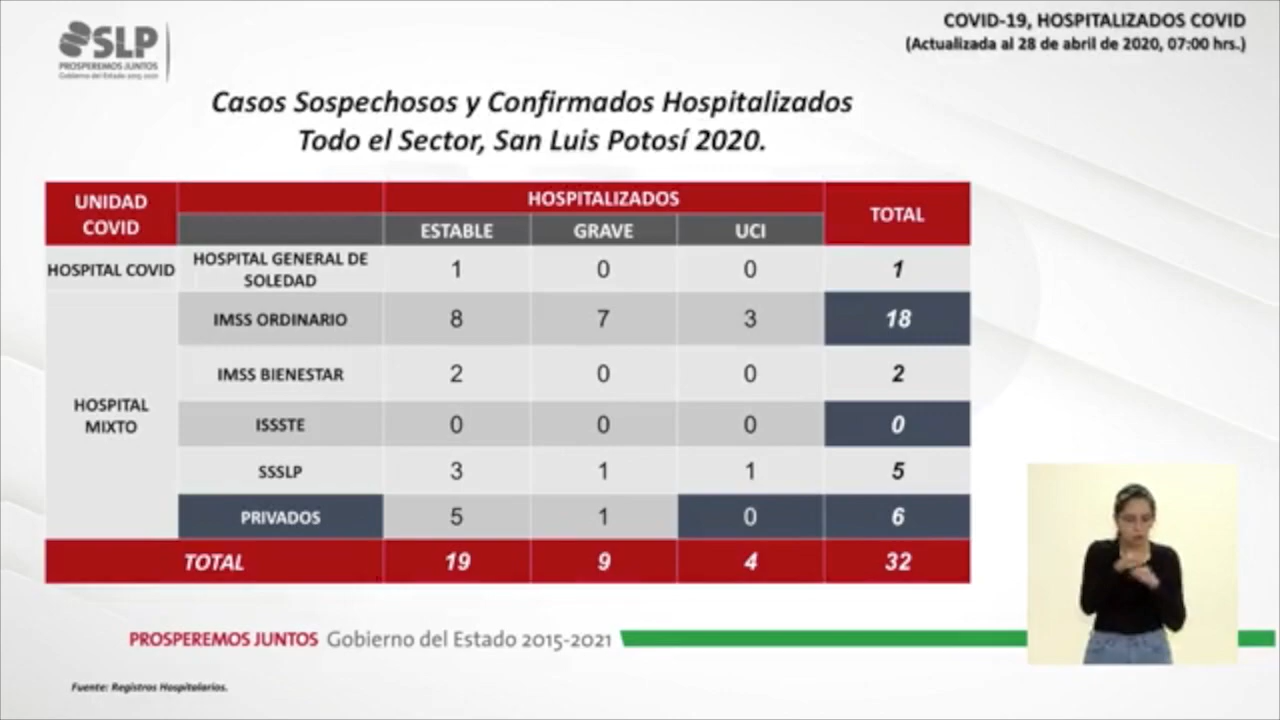 SLP
PROSPEREMOS JUNTOS
Gobierno del Estado 2015-2021
COVID-19, HOSPITALIZADOS COVID
(Actualizada al 28 de abril de 2020, 07:00 hrs.)
Casos Sospechosos y Confirmados Hospitalizados
Todo el Sector, San Luis Potosí 2020.
UNIDAD COVID HOSPITALIZADOS TOTAL
ESTABLE GRAVE UCI
HOSPITAL COVID HOSPITAL GENERAL DE SOLEDAD 1 0 0 1
HOSPITAL MIXTO IMSS ORDINARIO 8 7 3 18
IMSS BIENESTAR 2 0 0 2
ISSSTE 0 0 0 0
SSSLP 3 1 1 5
PRIVADOS 5 1 0 6
TOTAL 19 9 4 32
PROSPEREMOS JUNTOS Gobierno del Estado 2015-2021
Fuente: Registros Hospitalarios.